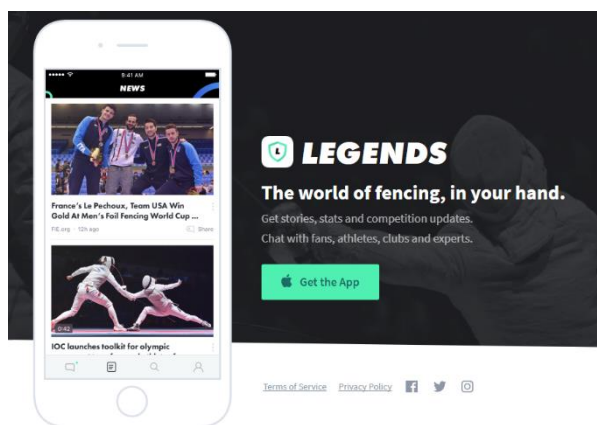 9:41 AM
NEWS
France's Le Pechoux, Team USA Win
Gold At Men's Foil Fencing World Cup ...
FIE.org · 12h ago
Share
0:42
IOC launches toolkit for olympic
L LEGENDS
The world of fencing, in your hand.
Get stories, stats and competition updates.
Chat with fans, athletes, clubs and experts.
Get the App
Terms of Service Privacy Policy